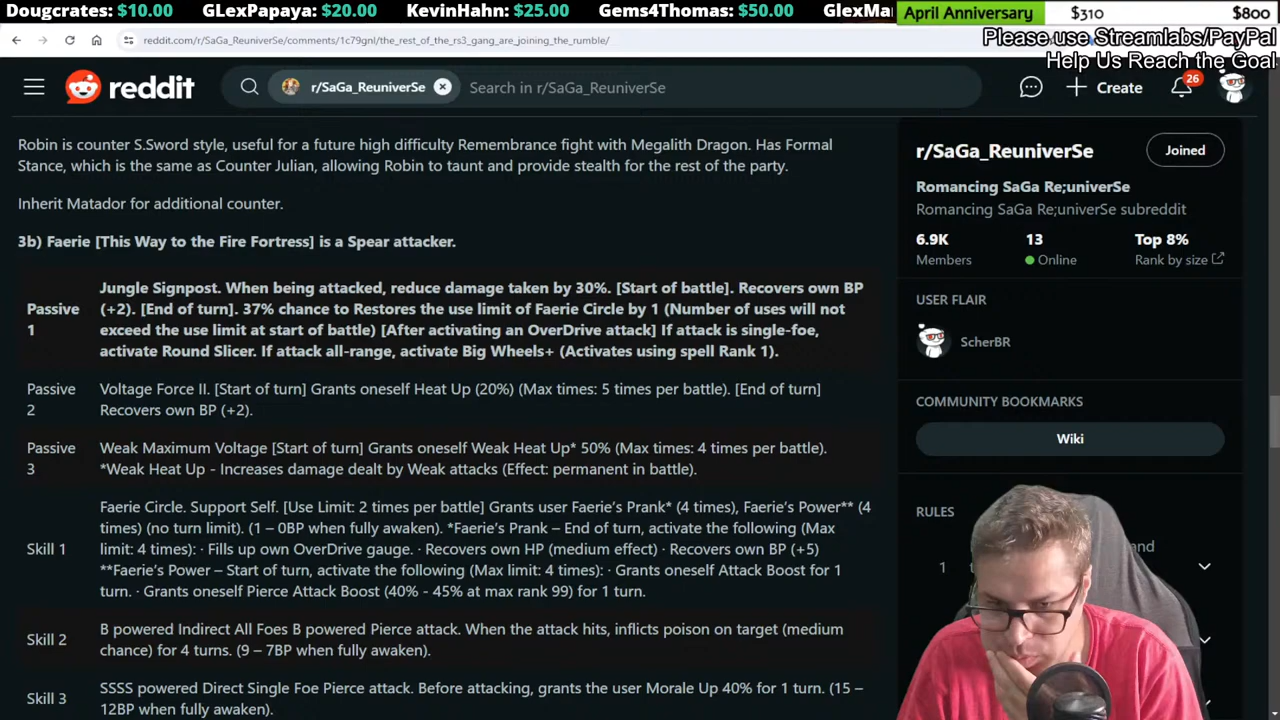 Dougcrates: $10.00 GLexPapaya: $20.00 KevinHahn: $25.00 Gems4Thomas: $50.00 GlexMar
April Anniversary $310 $800
Please use Streamlabs/PayPal
Help Us Reach the Goal
reddit.com/r/SaGa_ReuniverSe/comments/1c79gnl/the_rest_of_the_rs3_gang_are_joining_the_rumble/
reddit
r/SaGa_ReuniverSe
Search in r/SaGa_ReuniverSe
Create
26
Robin is counter S.Sword style, useful for a future high difficulty Remembrance fight with Megalith Dragon. Has Formal
Stance, which is the same as Counter Julian, allowing Robin to taunt and provide stealth for the rest of the party.
Inherit Matador for additional counter.
3b) Faerie [This Way to the Fire Fortress] is a Spear attacker.
Passive
1
Jungle Signpost. When being attacked, reduce damage taken by 30%. [Start of battle]. Recovers own BP
(+2). [End of turn]. 37% chance to Restores the use limit of Faerie Circle by 1 (Number of uses will not
exceed the use limit at start of battle) [After activating an OverDrive attack] If attack is single-foe,
activate Round Slicer. If attack all-range, activate Big Wheels+ (Activates using spell Rank 1).
Passive
2
Voltage Force II. [Start of turn] Grants oneself Heat Up (20%) (Max times: 5 times per battle). [End of turn]
Recovers own BP (+2).
Passive
3
Weak Maximum Voltage [Start of turn] Grants oneself Weak Heat Up* 50% (Max times: 4 times per battle).
*Weak Heat Up - Increases damage dealt by Weak attacks (Effect: permanent in battle).
Skill 1
Faerie Circle. Support Self. [Use Limit: 2 times per battle] Grants user Faerie's Prank* (4 times), Faerie's Power** (4
times) (no turn limit). (1 – 0BP when fully awaken). *Faerie's Prank – End of turn, activate the following (Max
limit: 4 times): · Fills up own OverDrive gauge. · Recovers own HP (medium effect) · Recovers own BP (+5)
**Faerie's Power – Start of turn, activate the following (Max limit: 4 times): · Grants oneself Attack Boost for 1
turn. · Grants oneself Pierce Attack Boost (40% - 45% at max rank 99) for 1 turn.
Skill 2
B powered Indirect All Foes B powered Pierce attack. When the attack hits, inflicts poison on target (medium
chance) for 4 turns. (9 – 7BP when fully awaken).
Skill 3
SSSS powered Direct Single Foe Pierce attack. Before attacking, grants the user Morale Up 40% for 1 turn. (15 –
12BP when fully awaken).
r/SaGa_ReuniverSe
Joined
Romancing SaGa Re;univerSe
Romancing SaGa Re;univerSe subreddit
6.9K 13 Top 8%
Members Online Rank by size
USER FLAIR
ScherBR
COMMUNITY BOOKMARKS
Wiki
RULES
1
nd
2
3